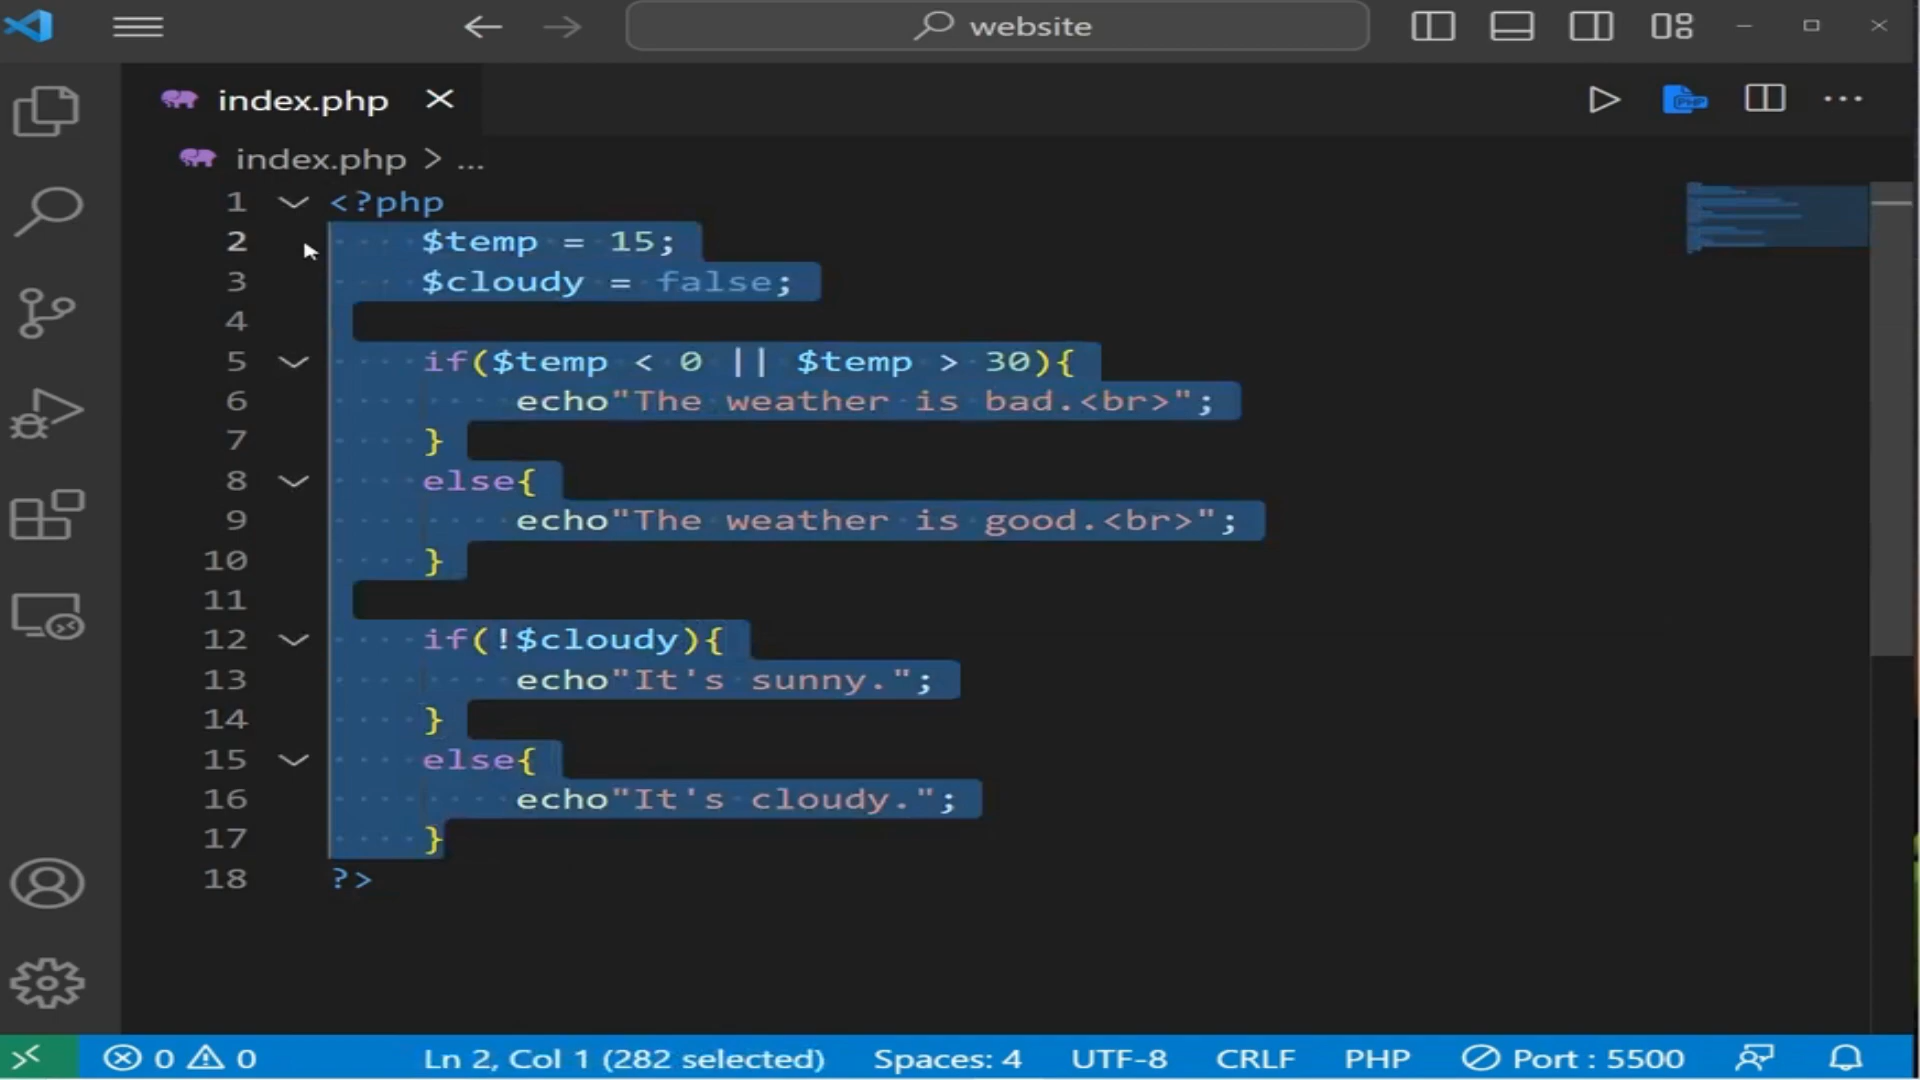 website
index.php
index.php > ...
1 <?php
2 $temp = 15;
3 $cloudy = false;
4
5 if($temp < 0 || $temp > 30){
6 echo"The weather is bad.<br>";
7 }
8 else{
9 echo"The weather is good.<br>";
10 }
11
12 if(!$cloudy){
13 echo"It's sunny.";
14 }
15 else{
16 echo"It's cloudy.";
17 }
18 ?>
0 0 Ln 2, Col 1 (282 selected) Spaces: 4 UTF-8 CRLF PHP Port : 5500